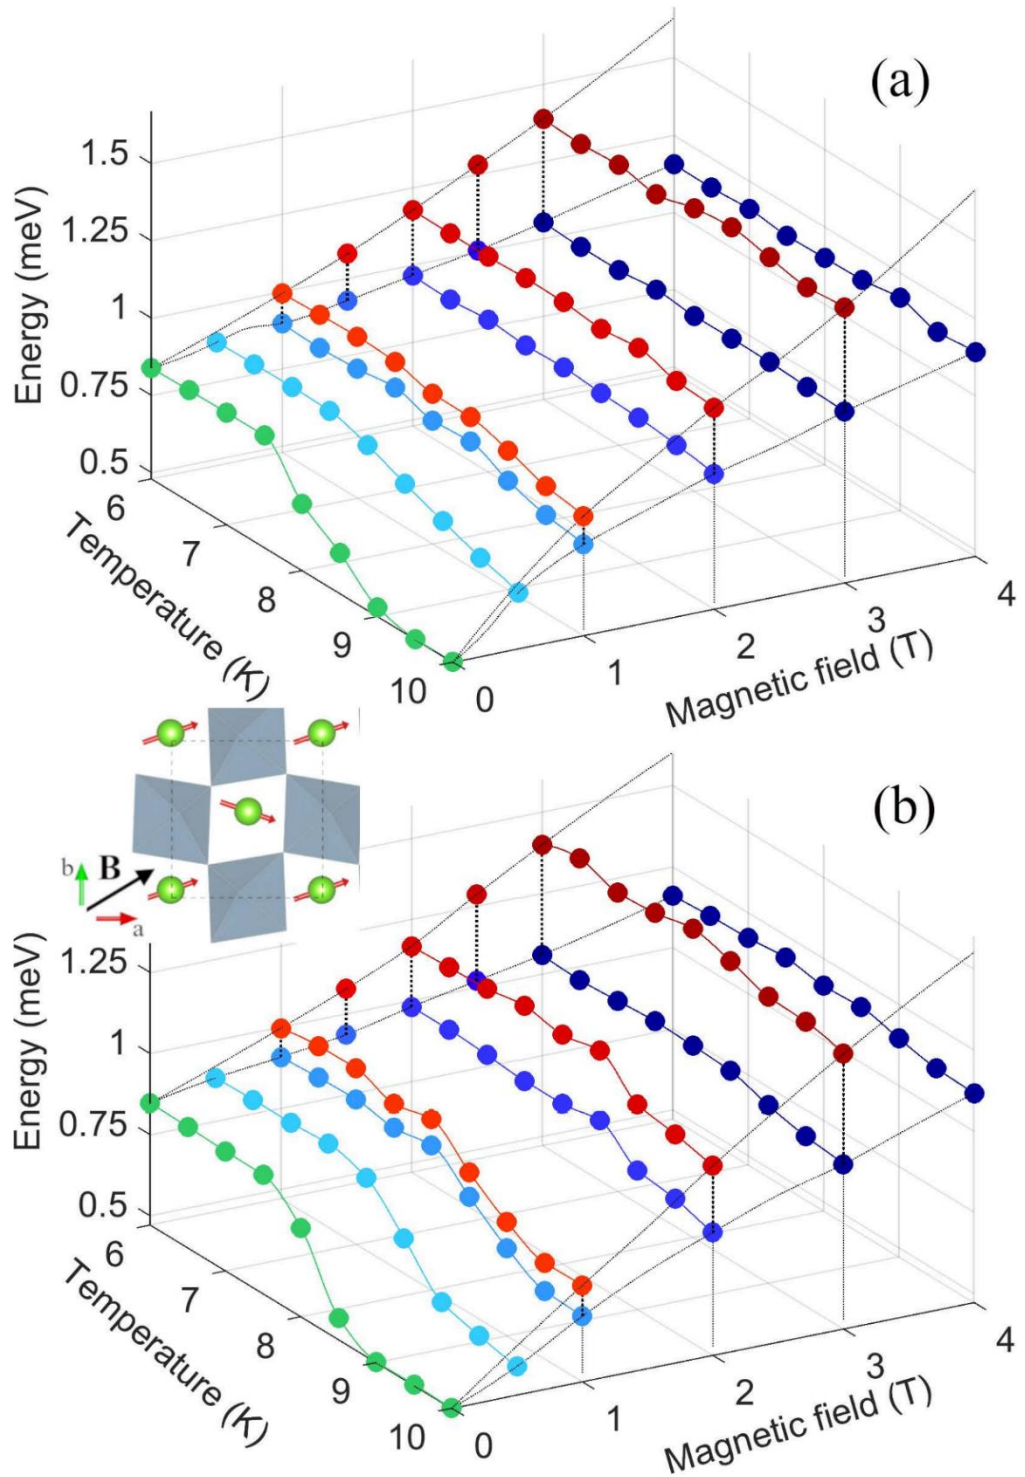 (a)
Energy (meV)
1.5
1.25
1
0.75
0.5
6
7
8
9
10
Temperature (K)
0
1
2
3
4
Magnetic field (T)
b
B
a
(b)
Energy (meV)
1.25
1
0.75
0.5
6
7
8
9
10
Temperature (K)
0
1
2
3
4
Magnetic field (T)